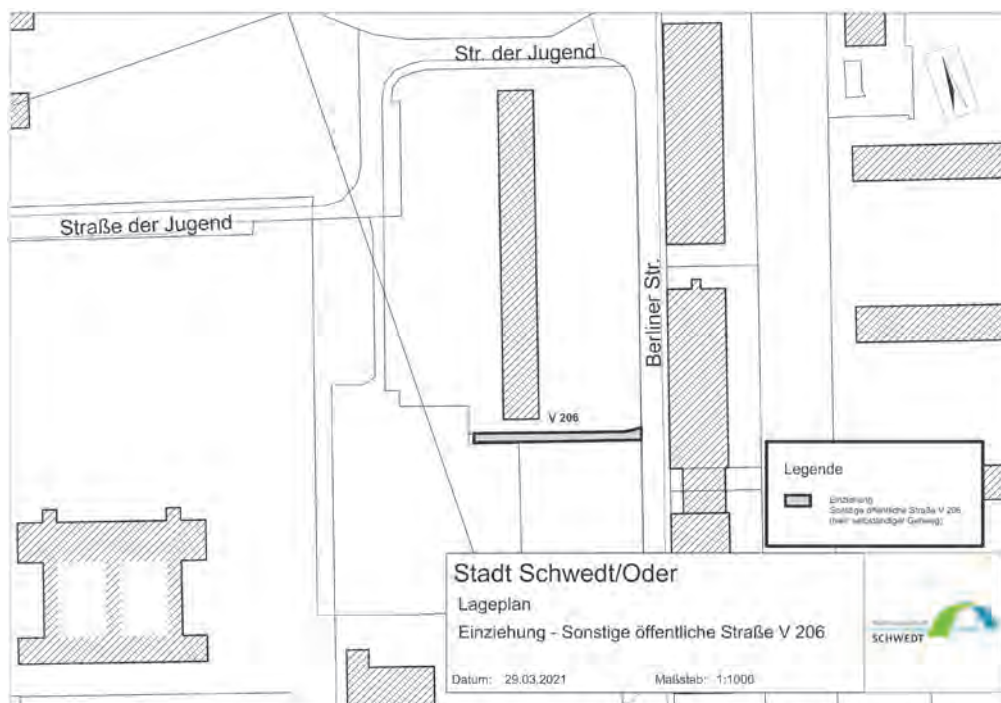 Str. der Jugend
Straße der Jugend
Berliner Str.
V 206
Legende
Einziehung
Sonstige öffentliche Straße V 206
(hier: selbständiger Gehweg)
Stadt Schwedt/Oder
Lageplan
Einziehung - Sonstige öffentliche Straße V 206
Datum: 29.03.2021
Maßstab: 1:1000
SCHWEDT